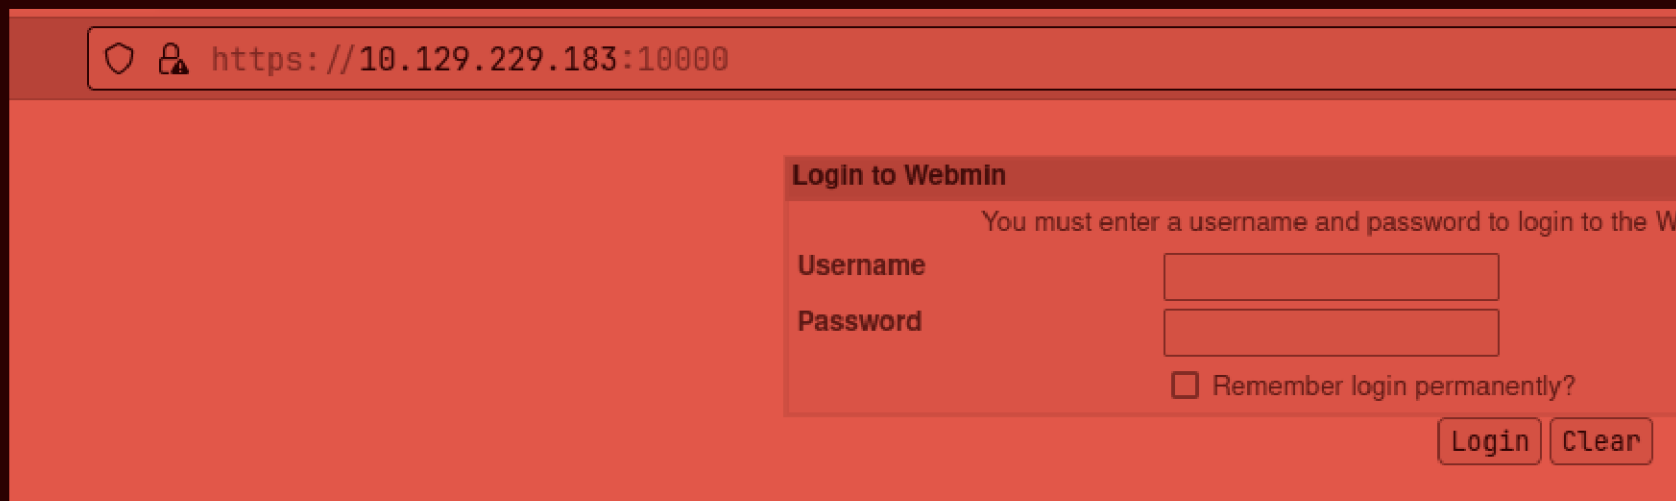 https://10.129.229.183:10000
Login to Webmin
You must enter a username and password to login to the
Username
Password
Remember login permanently?
Login Clear